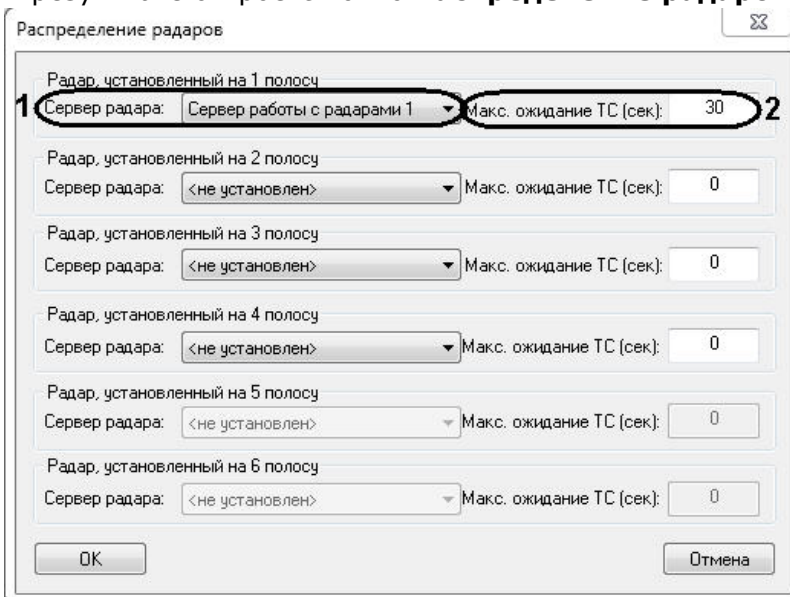 Распределение радаров
Радар, установленный на 1 полосу
1 Сервер радара: Сервер работы с радарами 1 Макс. ожидание ТС (сек): 30 2
Радар, установленный на 2 полосу
Сервер радара: <не установлен> Макс. ожидание ТС (сек): 0
Радар, установленный на 3 полосу
Сервер радара: <не установлен> Макс. ожидание ТС (сек): 0
Радар, установленный на 4 полосу
Сервер радара: <не установлен> Макс. ожидание ТС (сек): 0
Радар, установленный на 5 полосу
Сервер радара: <не установлен> Макс. ожидание ТС (сек): 0
Радар, установленный на 6 полосу
Сервер радара: <не установлен> Макс. ожидание ТС (сек): 0
OK Отмена